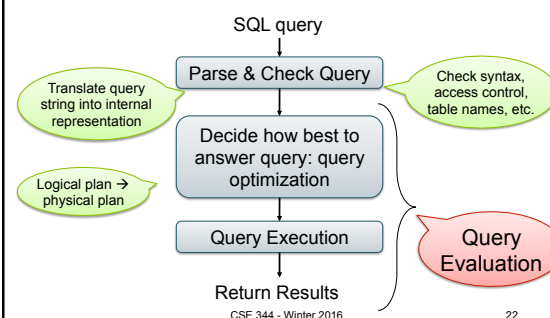 SQL query
Parse & Check Query
Translate query
string into internal
representation
Check syntax,
access control,
table names, etc.
Decide how best to
answer query: query
optimization
Logical plan →
physical plan
Query Execution
Query
Evaluation
Return Results
CSE 344 - Winter 2016
22